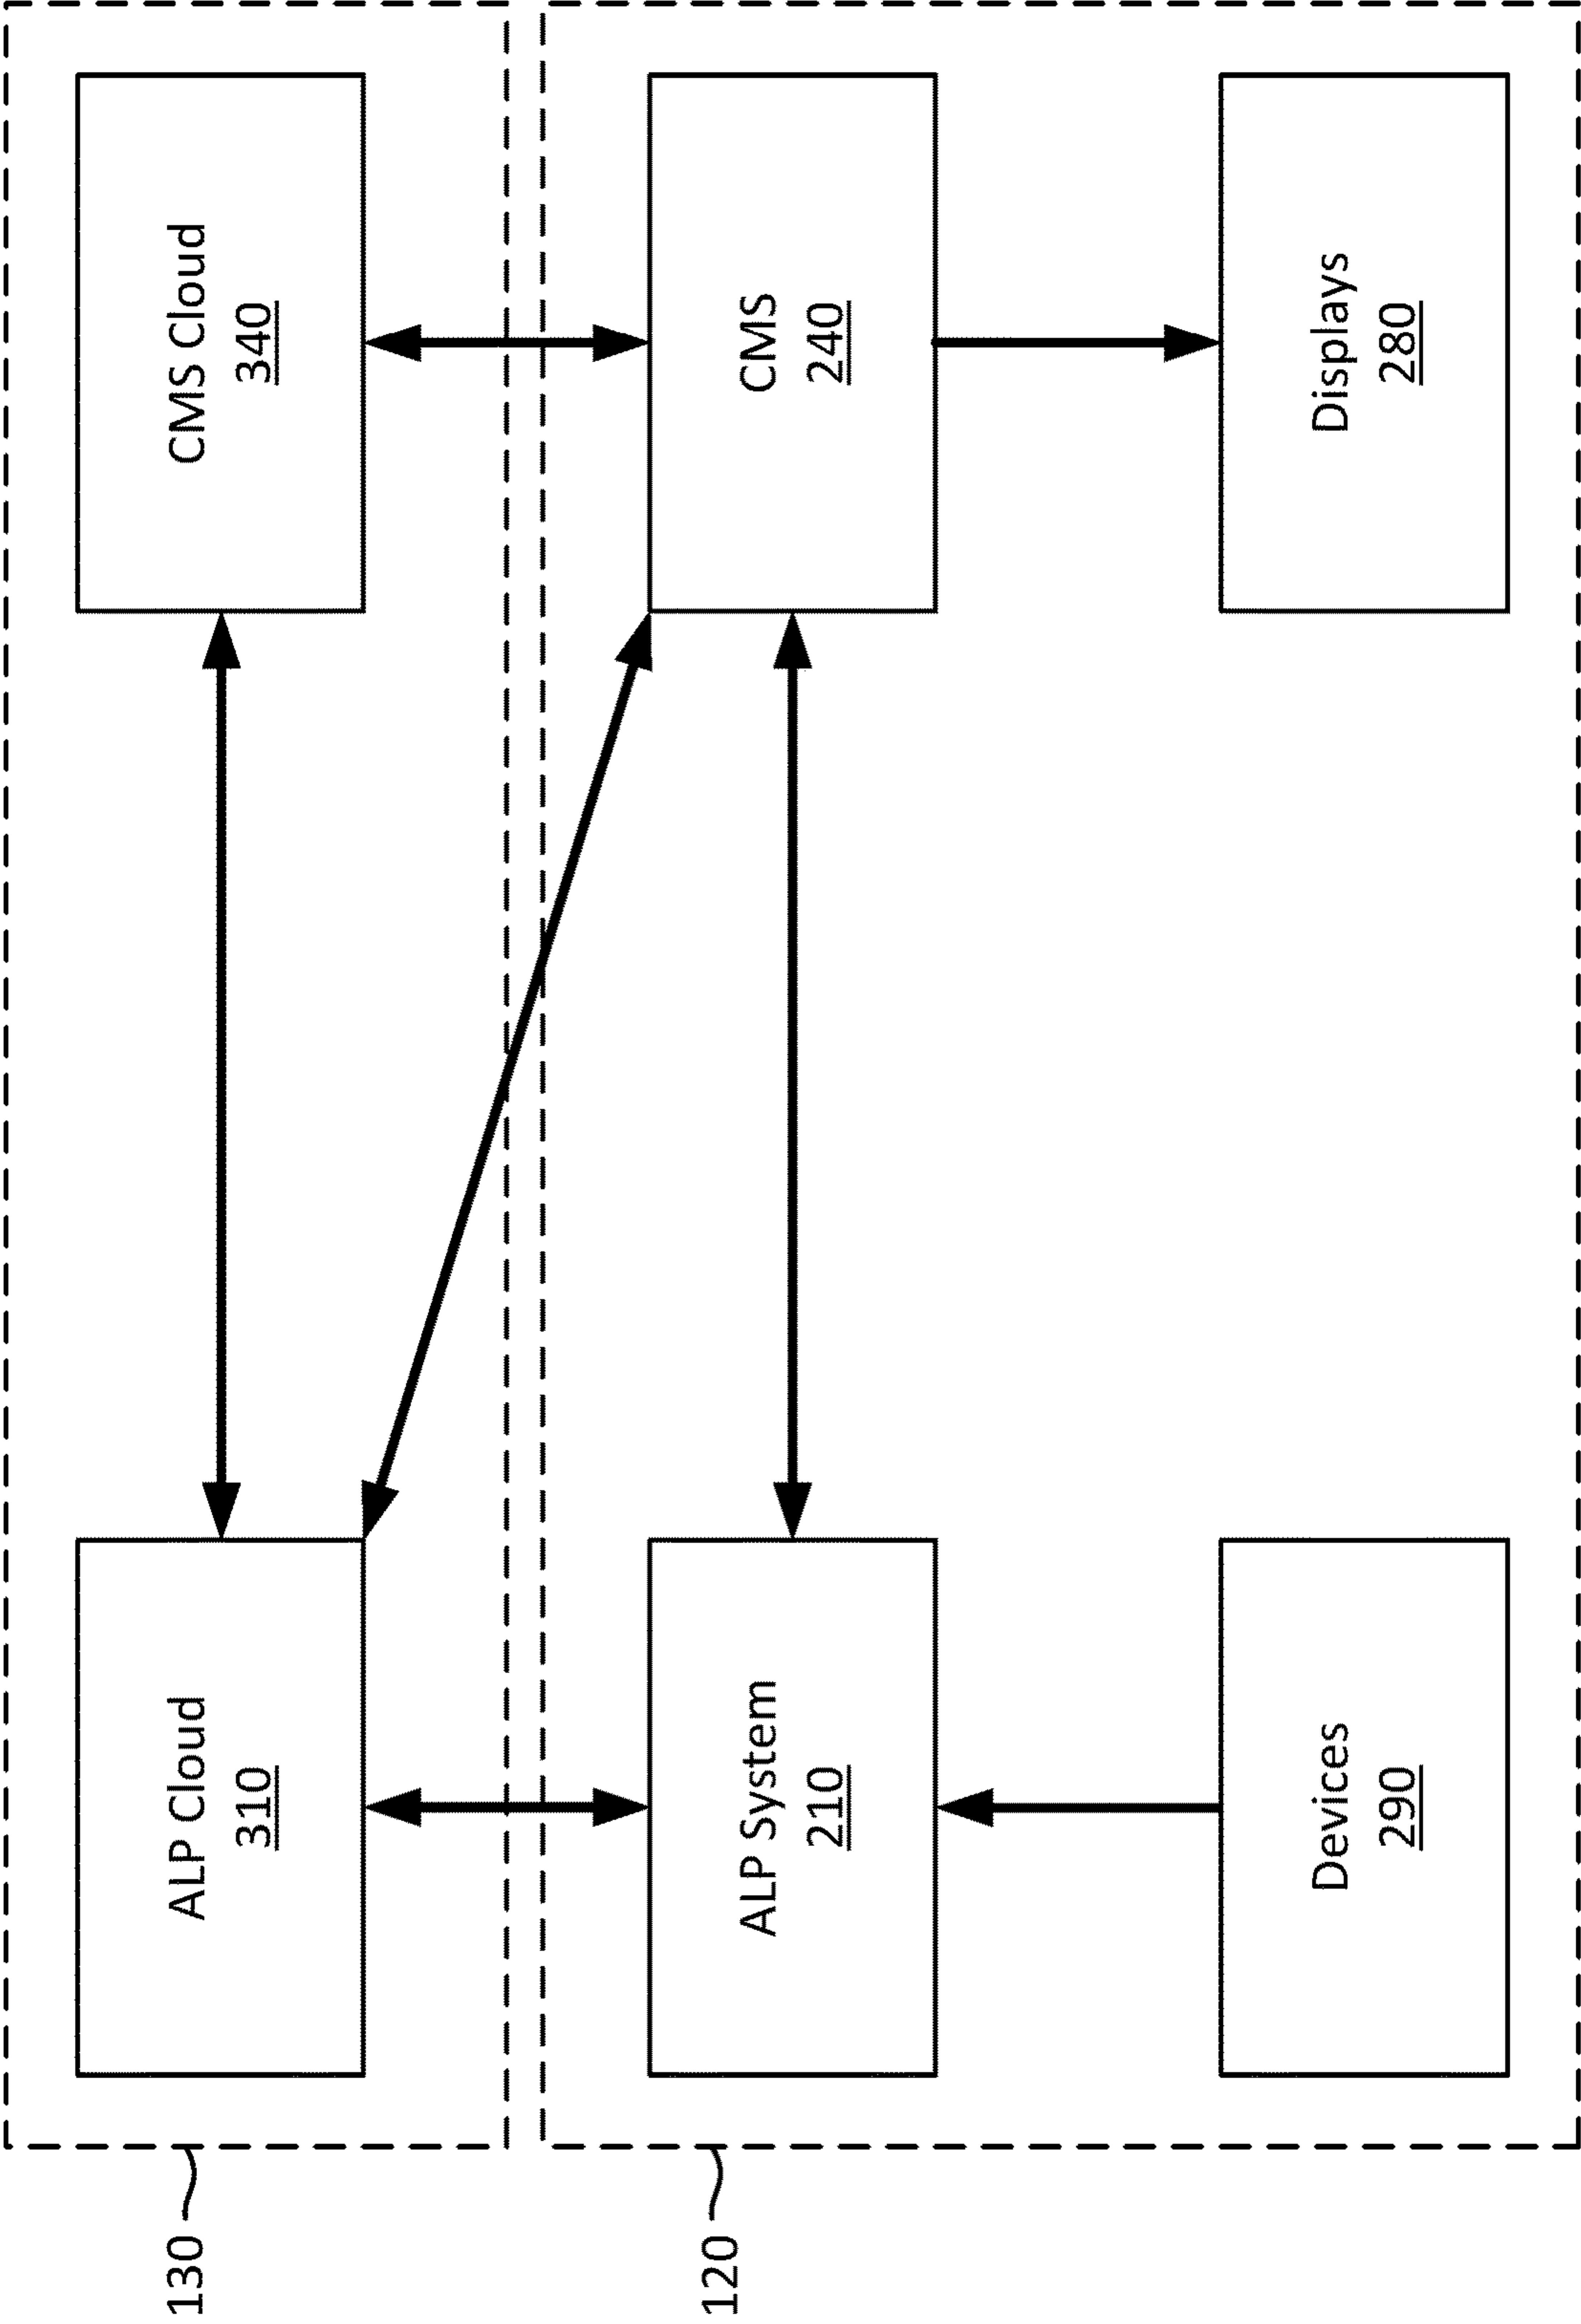 130
ALP Cloud
310
CMS Cloud
340
120
ALP System
210
CMS
240
Devices
290
Displays
280